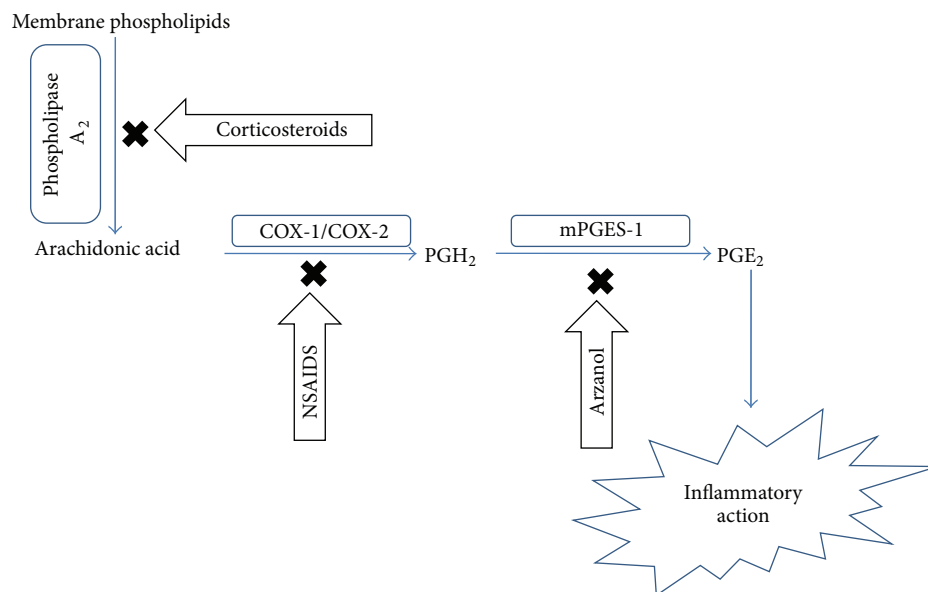 Membrane phospholipids
Phospholipase
A₂
Corticosteroids
Arachidonic acid
COX-1/COX-2
PGH₂
mPGES-1
PGE₂
NSAIDS
Arzanol
Inflammatory
action